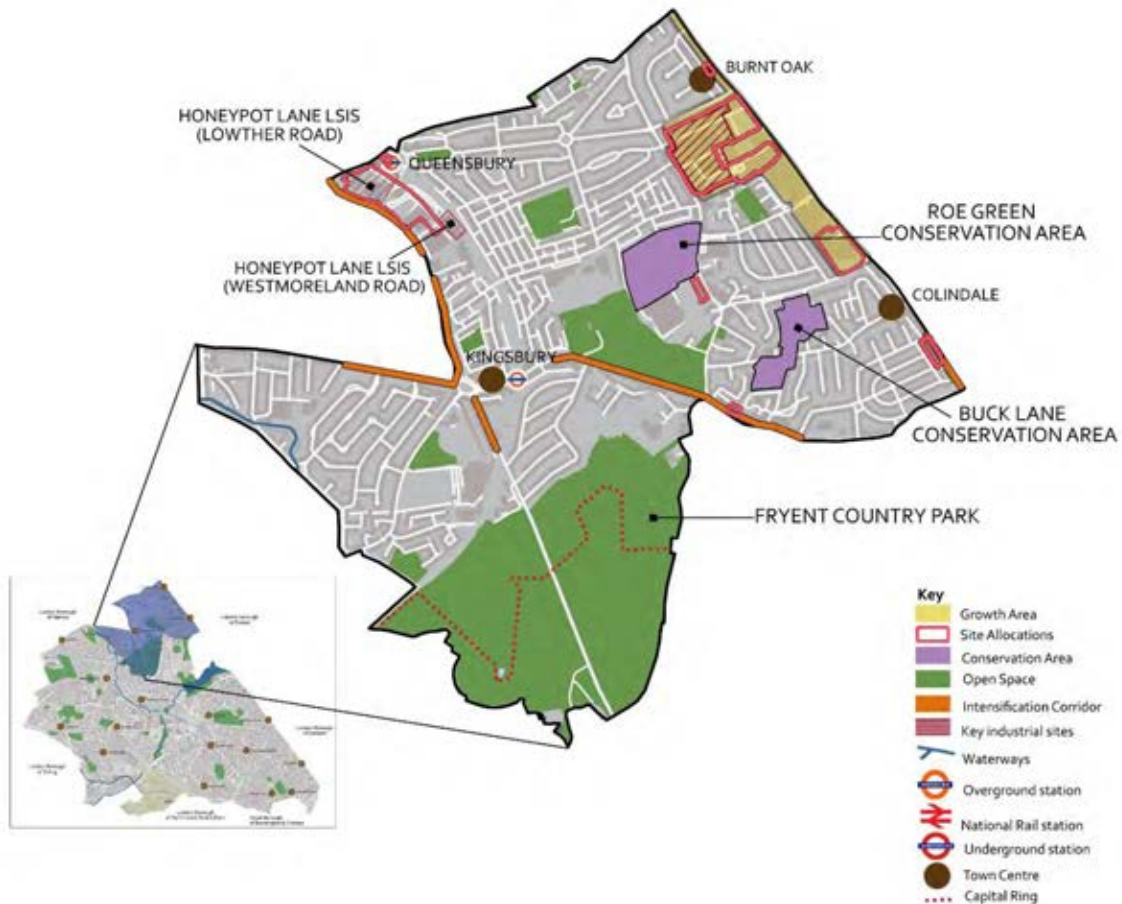 BURNT OAK
HONEYPOT LANE LSIS
(LOWTHER ROAD)
QUEENSBURY
ROE GREEN
CONSERVATION AREA
HONEYPOT LANE LSIS
(WESTMORELAND ROAD)
COLINDALE
KINGSBURY
BUCK LANE
CONSERVATION AREA
FRYENT COUNTRY PARK
Key
Growth Area
Site Allocations
Conservation Area
Open Space
Intensification Corridor
Key industrial sites
Waterways
Overground station
National Rail station
Underground station
Town Centre
Capital Ring